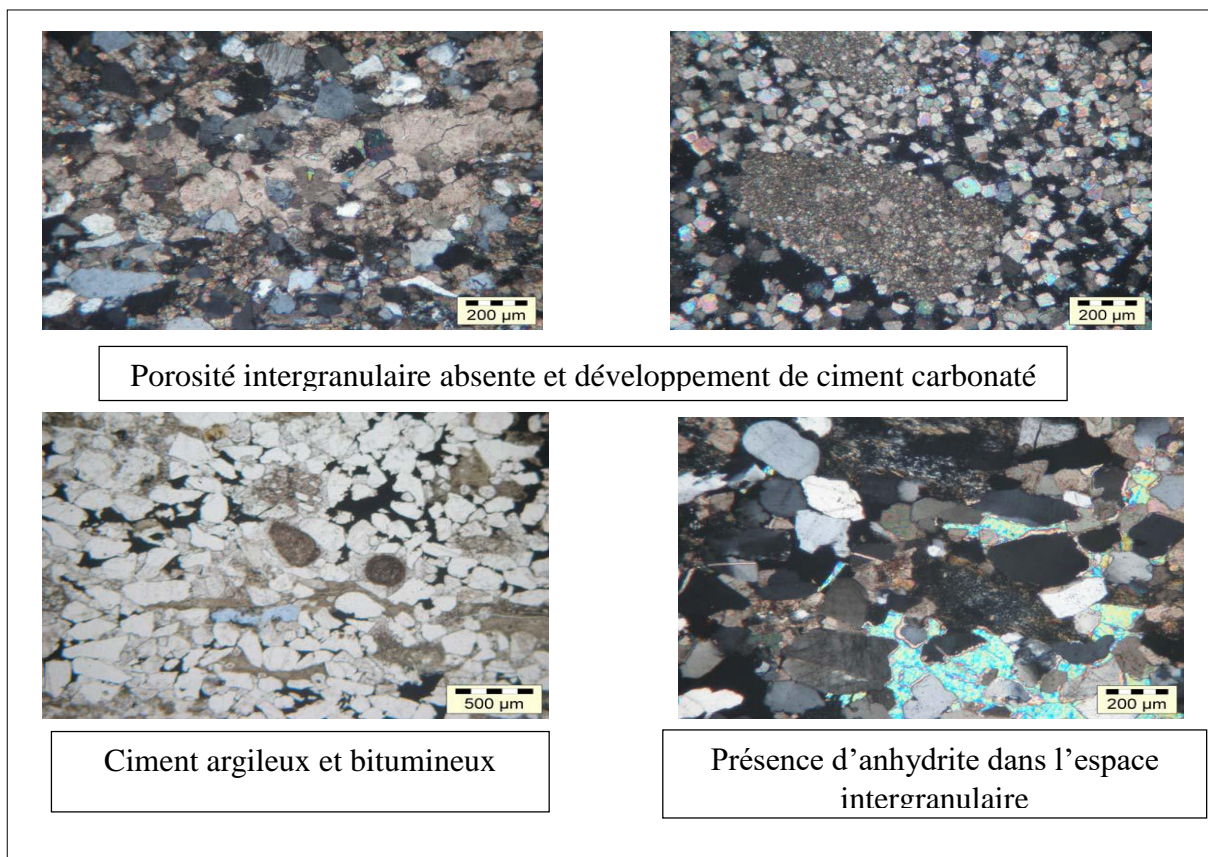 200 µm
200 µm
Porosité intergranulaire absente et développement de ciment carbonaté
500 µm
200 µm
Ciment argileux et bitumineux
Présence d'anhydrite dans l'espace
intergranulaire